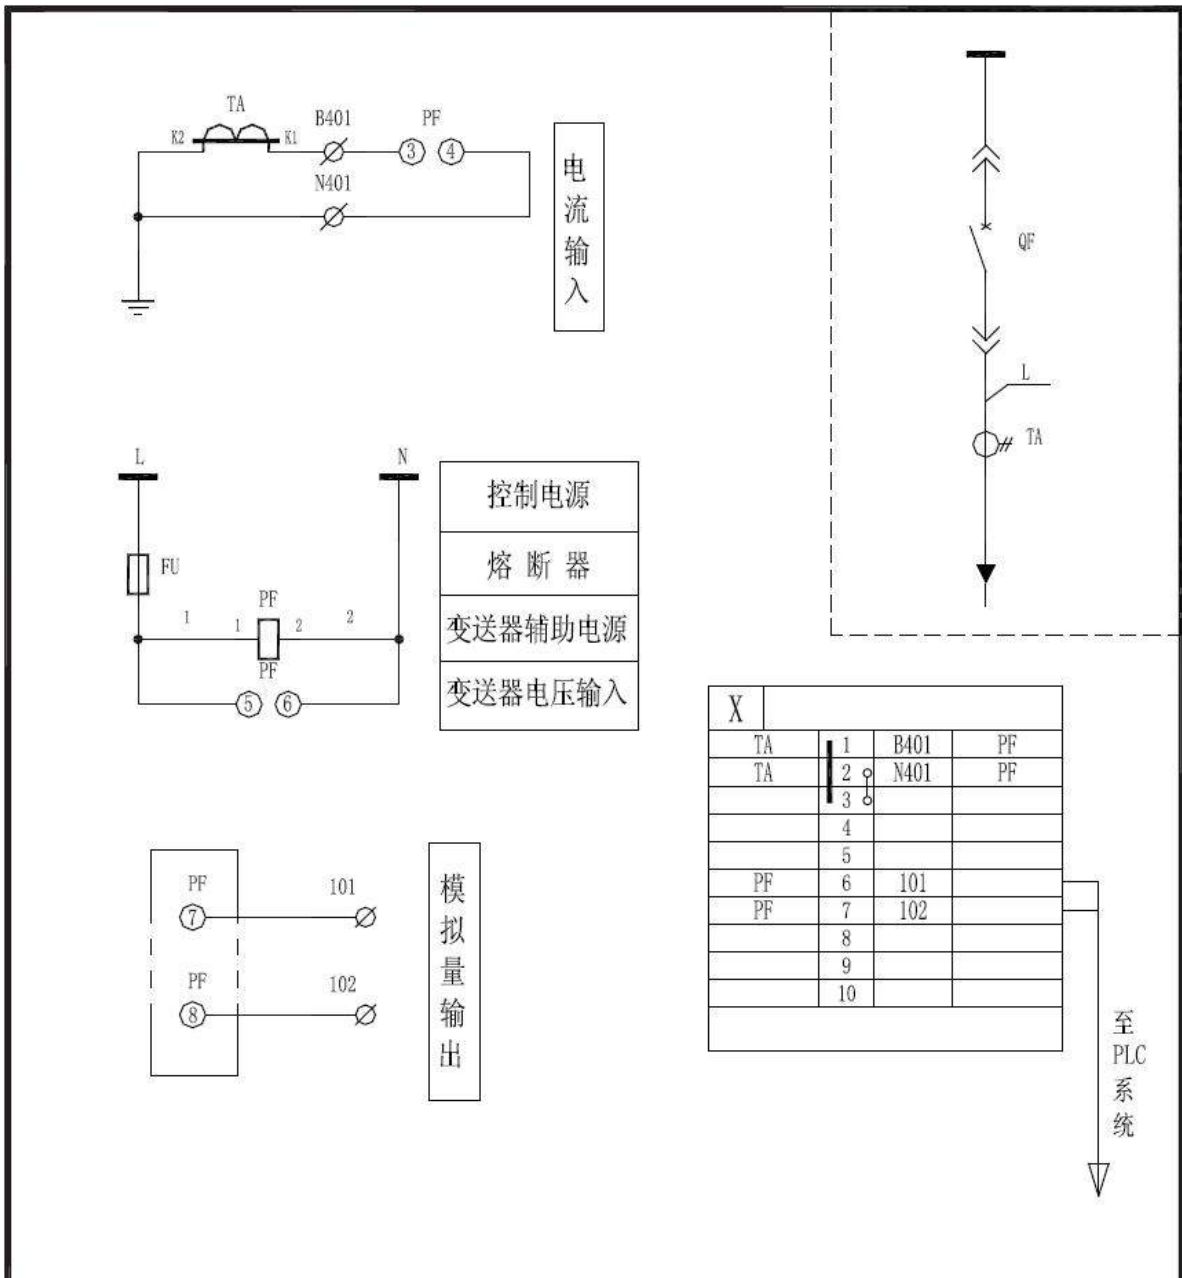 TA
K2 K1 B401 PF
③ ④
N401
电流输入
QF
L
TA
L N
控制电源
FU
熔断器
PF
1 1 2 2
变送器辅助电源
PF
⑤ ⑥
变送器电压输入
X
TA 1 B401 PF
TA 2 N401 PF
3
4
5
PF 6 101
PF 7 102
8
9
10
至
PLC
系
统
PF 101
⑦
PF 102
⑧
模拟量输出